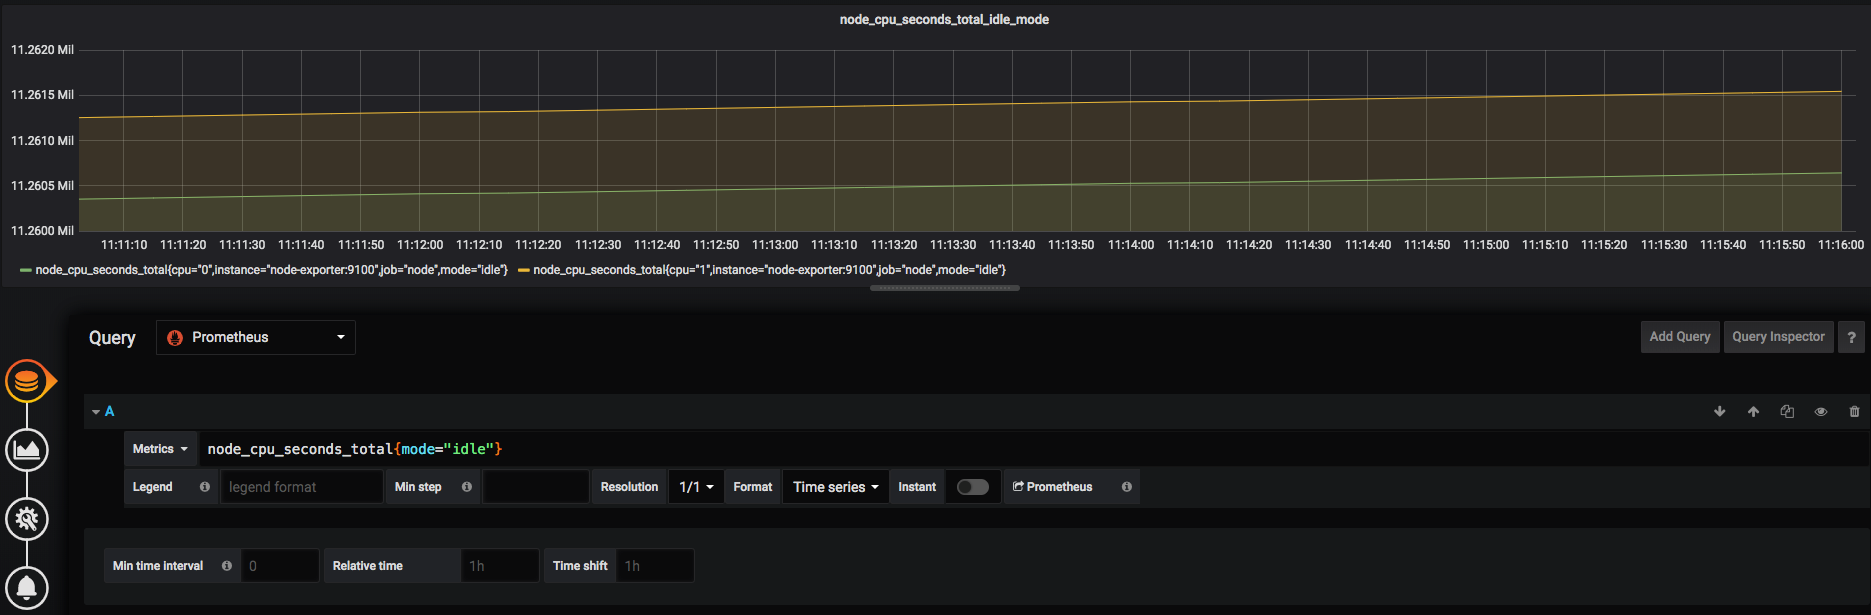 node_cpu_seconds_total_idle_mode
11.2620 Mil
11.2615 Mil
11.2610 Mil
11.2605 Mil
11.2600 Mil
11:11:10 11:11:20 11:11:30 11:11:40 11:11:50 11:12:00 11:12:10 11:12:20 11:12:30 11:12:40 11:12:50 11:13:00 11:13:10 11:13:20 11:13:30 11:13:40 11:13:50 11:14:00 11:14:10 11:14:20 11:14:30 11:14:40 11:14:50 11:15:00 11:15:10 11:15:20 11:15:30 11:15:40 11:15:50 11:16:00
node_cpu_seconds_total{cpu="0",instance="node-exporter:9100",job="node",mode="idle"} node_cpu_seconds_total{cpu="1",instance="node-exporter:9100",job="node",mode="idle"}
Query Prometheus Add Query Query Inspector ?
A
Metrics node_cpu_seconds_total{mode="idle"}
Legend legend format Min step Resolution 1/1 Format Time series Instant Prometheus
Min time interval 0 Relative time 1h Time shift 1h